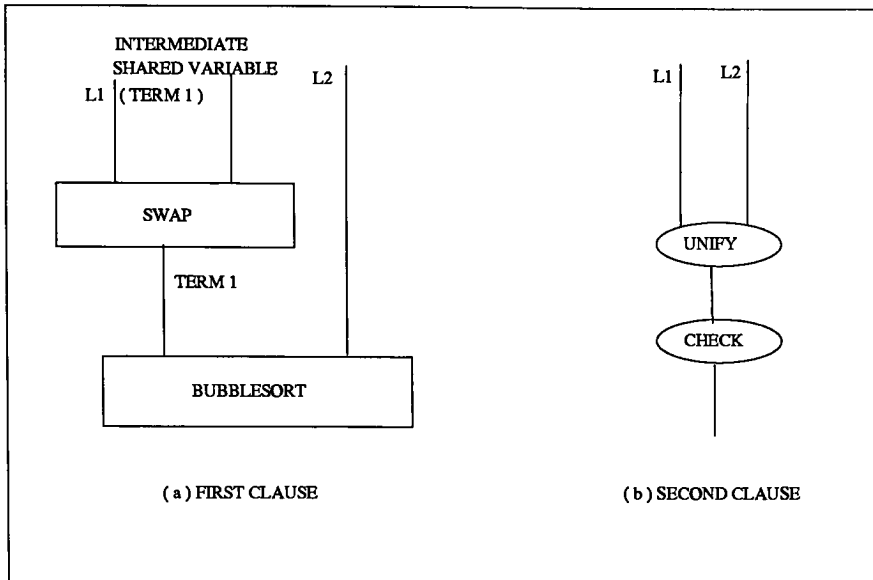 INTERMEDIATE
SHARED VARIABLE
L1 ( TERM 1 )
L2
SWAP
TERM 1
BUBBLESORT
( a ) FIRST CLAUSE
L1
L2
UNIFY
CHECK
( b ) SECOND CLAUSE